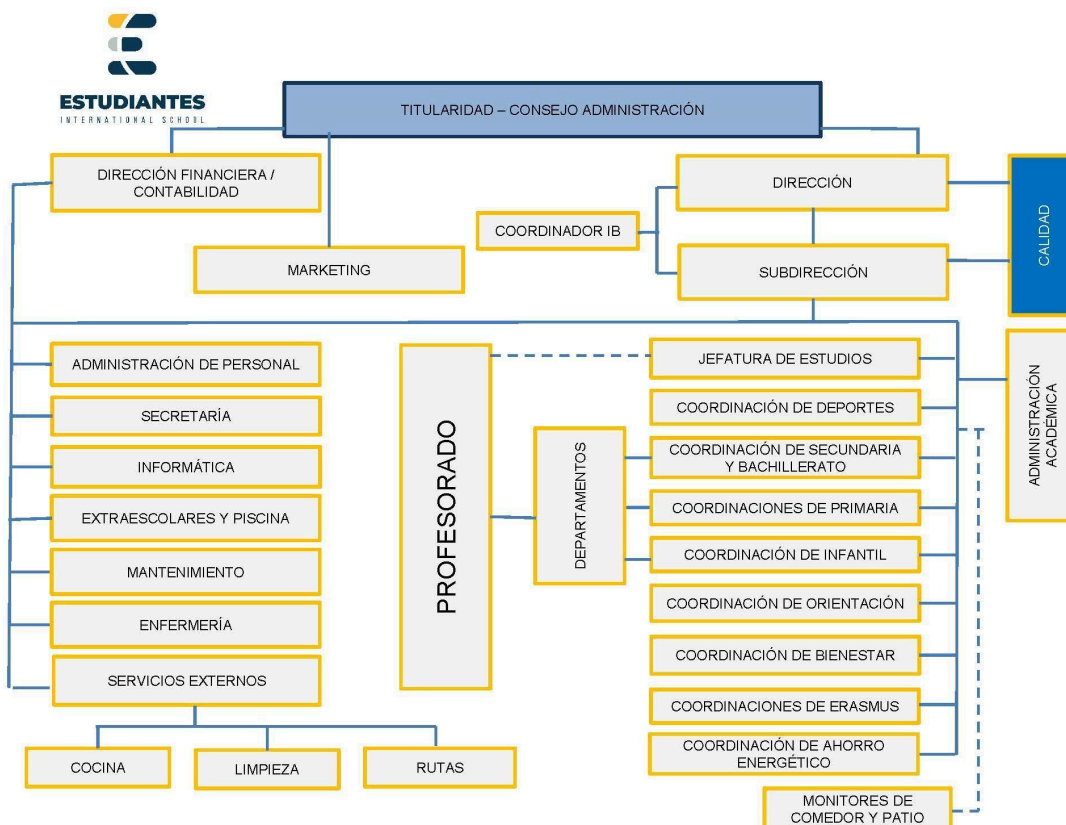 ESTUDIANTES
INTERNATIONAL SCHOOL
TITULARIDAD – CONSEJO ADMINISTRACIÓN
DIRECCIÓN FINANCIERA /
CONTABILIDAD
DIRECCIÓN
CALIDAD
COORDINADOR IB
MARKETING
SUBDIRECCIÓN
ADMINISTRACIÓN DE PERSONAL
SECRETARÍA
INFORMÁTICA
EXTRAESCOLARES Y PISCINA
MANTENIMIENTO
ENFERMERÍA
SERVICIOS EXTERNOS
COCINA
LIMPIEZA
RUTAS
PROFESORADO
DEPARTAMENTOS
JEFATURA DE ESTUDIOS
COORDINACIÓN DE DEPORTES
COORDINACIÓN DE SECUNDARIA
Y BACHILLERATO
COORDINACIONES DE PRIMARIA
COORDINACIÓN DE INFANTIL
COORDINACIÓN DE ORIENTACIÓN
COORDINACIÓN DE BIENESTAR
COORDINACIONES DE ERASMUS
COORDINACIÓN DE AHORRO
ENERGÉTICO
MONITORES DE
COMEDOR Y PATIO
ADMINISTRACIÓN
ACADÉMICA